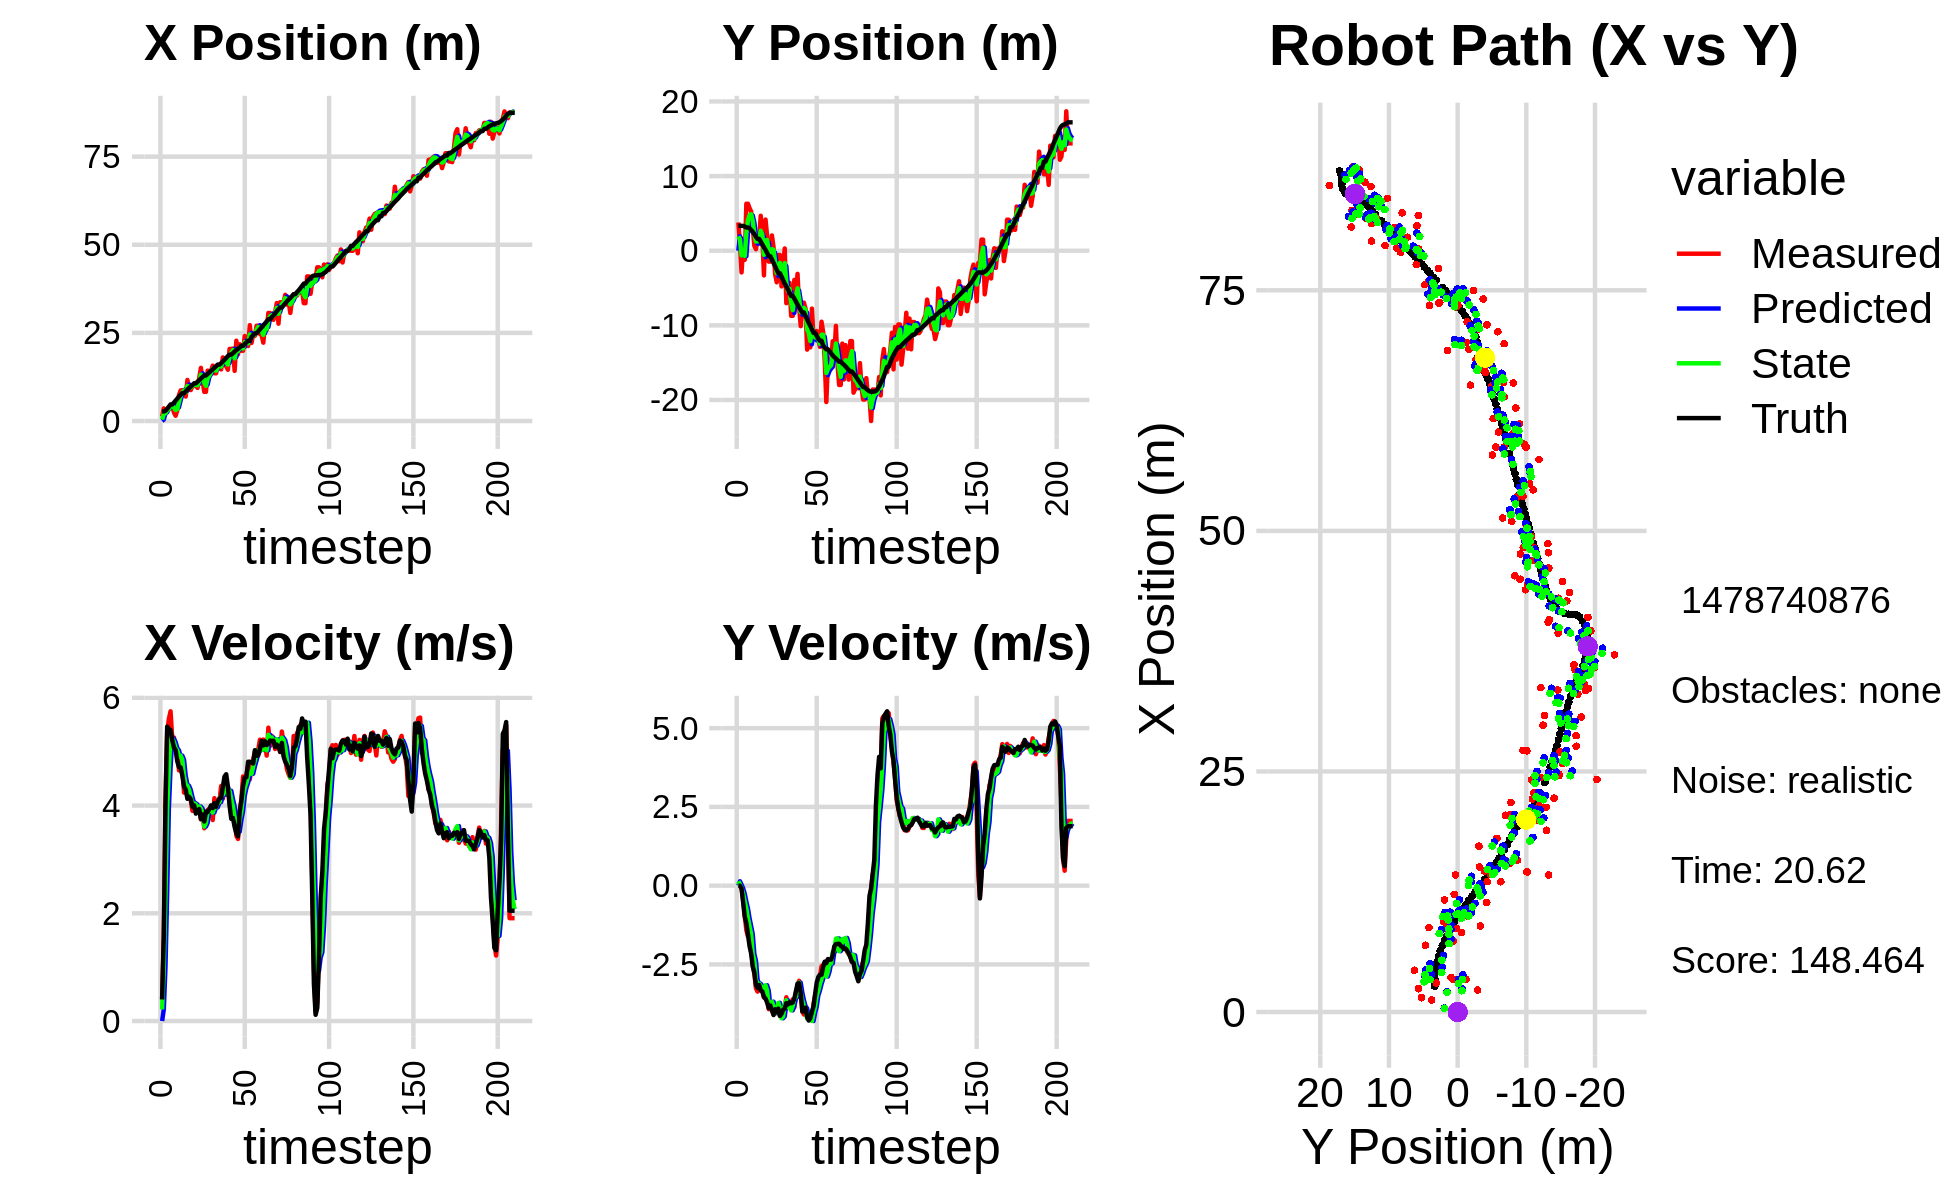 X Position (m)
75
50
25
0
0 50 100 150 200
timestep
Y Position (m)
20
10
0
-10
-20
0 50 100 150 200
timestep
X Velocity (m/s)
6
4
2
0
0 50 100 150 200
timestep
Y Velocity (m/s)
5.0
2.5
0.0
-2.5
0 50 100 150 200
timestep
Robot Path (X vs Y)
X Position (m)
75
50
25
0
20 10 0 -10 -20
Y Position (m)
variable
Measured
Predicted
State
Truth
1478740876
Obstacles: none
Noise: realistic
Time: 20.62
Score: 148.464